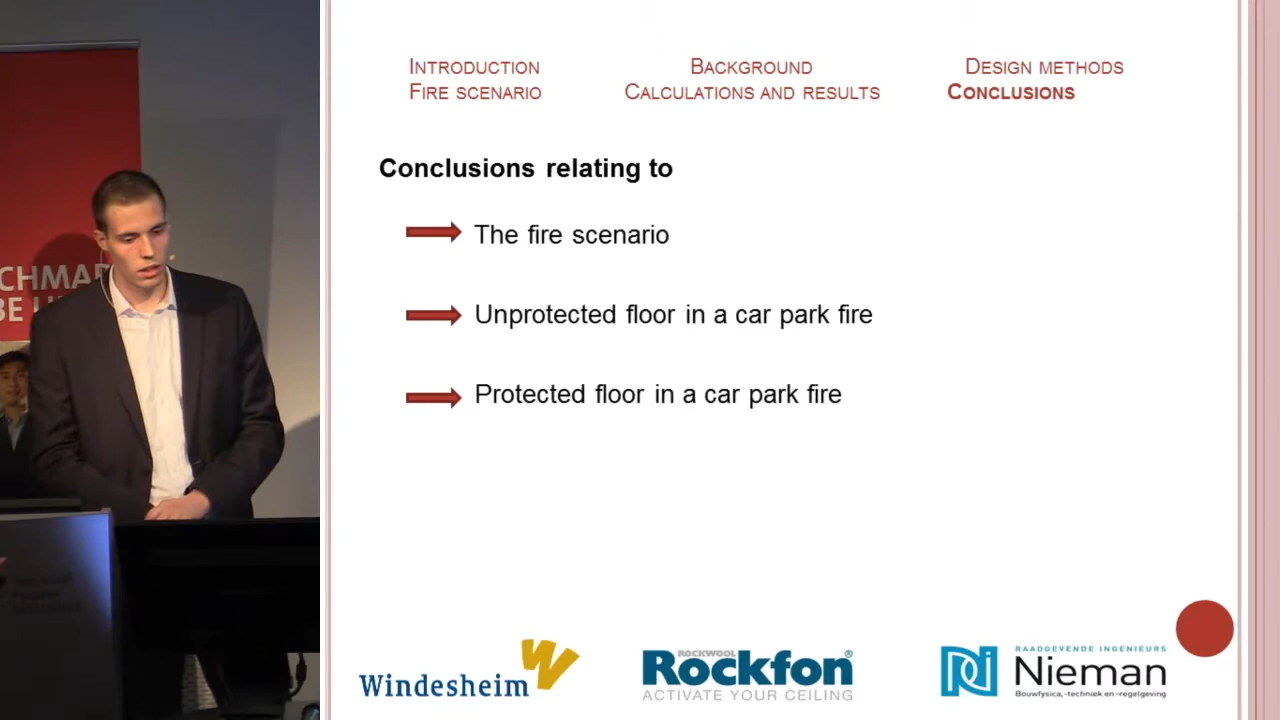 CHMAR
BE U
INTRODUCTION
BACKGROUND
DESIGN METHODS
FIRE SCENARIO
CALCULATIONS AND RESULTS
CONCLUSIONS
Conclusions relating to
The fire scenario
Unprotected floor in a car park fire
Protected floor in a car park fire
Windesheim
ROCKWOOL
Rockfon®
ACTIVATE YOUR CEILING
RAADGEVENDE INGENIEURS
Nieman
Bouwfysica, -techniek en -regelgeving